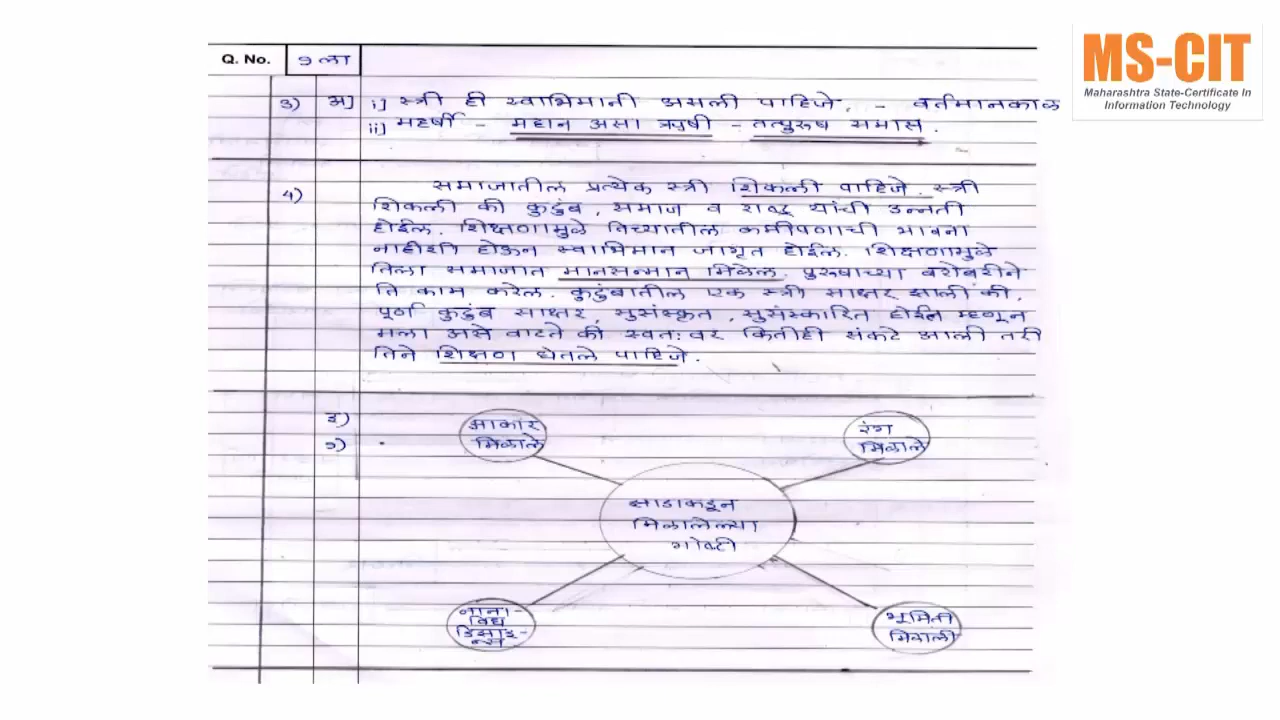 MS-CIT
Maharashtra State-Certificate In
Information Technology
Q. No. १ ला
३) अ] i] स्त्री ही स्वाभिमानी असली पाहिजे. - वर्तमानकाळ
ii] महर्षी - महान असा ऋषी - तत्पुरुष समास.
४) समाजातील प्रत्येक स्त्री शिकली पाहिजे. स्त्री
शिकली की कुटुंब, समाज व राष्ट्र यांची उन्नती
होईल. शिक्षणामुळे तिच्यातील कमीपणाची भावना
नाहीशी होऊन स्वाभिमान जागृत होईल. शिक्षणामुळे
तिला समाजात मानसन्मान मिळेल. पुरुषाच्या बरोबरीने
ति काम करेल. कुटुंबातील एक स्त्री साक्षर झाली की,
पूर्ण कुटुंब साक्षर, सुसंस्कृत, सुसंस्कारित होईल म्हणून
मला असे वाटते की स्वतःवर कितीही संकटे आली तरी
तिने शिक्षण घेतले पाहिजे.
इ)
१)
आकार
मिळाले
रंग
मिळाले
झाडाकडून
मिळालेल्या
गोष्टी
नाना-
विध
डिझाइ-
न्स
भूमिती
मिळाली